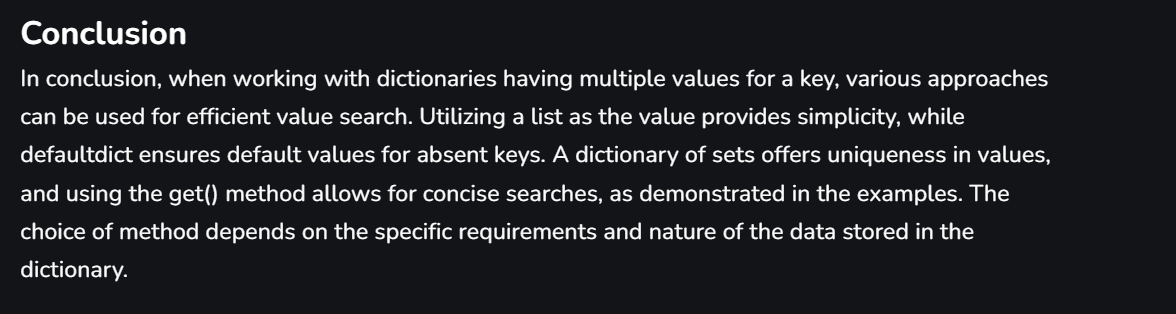 Conclusion
In conclusion, when working with dictionaries having multiple values for a key, various approaches
can be used for efficient value search. Utilizing a list as the value provides simplicity, while
defaultdict ensures default values for absent keys. A dictionary of sets offers uniqueness in values,
and using the get() method allows for concise searches, as demonstrated in the examples. The
choice of method depends on the specific requirements and nature of the data stored in the
dictionary.